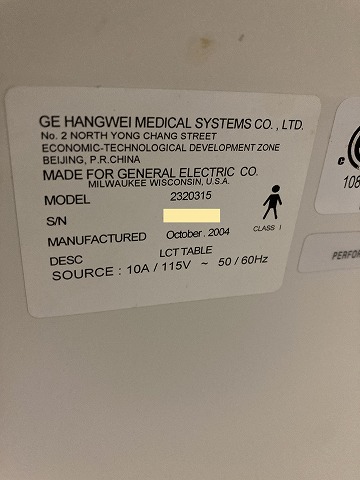 GE HANGWEI MEDICAL SYSTEMS CO., LTD.
No. 2 NORTH YONG CHANG STREET
ECONOMIC-TECHNOLOGICAL DEVELOPMENT ZONE
BEIJING, P.R.CHINA
MADE FOR GENERAL ELECTRIC CO.
MILWAUKEE WISCONSIN, U.S.A.
MODEL 2320315
S/N
MANUFACTURED October. 2004
CLASS I
DESC LCT TABLE
SOURCE : 10A / 115V ~ 50 / 60Hz
c
108
PERFOR